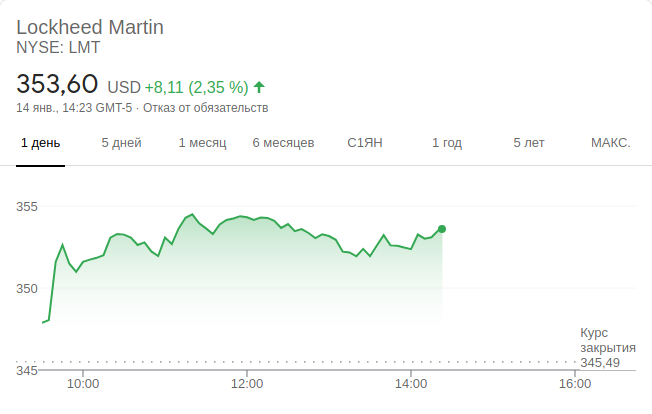 Lockheed Martin
NYSE: LMT
353,60 USD +8,11 (2,35 %)
14 янв., 14:23 GMT-5 · Отказ от обязательств
1 день 5 дней 1 месяц 6 месяцев С1ЯН 1 год 5 лет МАКС.
355
350
345
Курс
закрытия
345,49
10:00 12:00 14:00 16:00